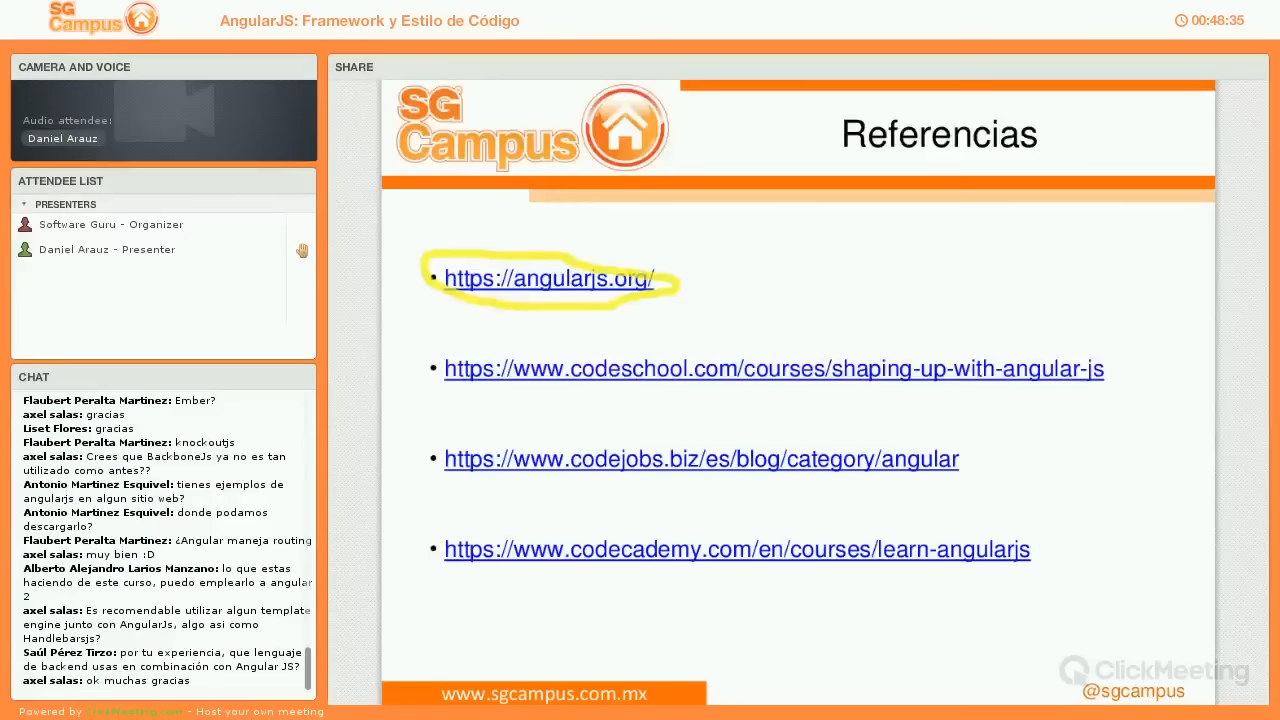 SG
Campus
AngularJS: Framework y Estilo de Código
00:48:35
CAMERA AND VOICE
Audio attendee:
Daniel Arauz
ATTENDEE LIST
PRESENTERS
Software Guru - Organizer
Daniel Arauz - Presenter
CHAT
Flaubert Peralta Martinez: Ember?
axel salas: gracias
Liset Flores: gracias
Flaubert Peralta Martinez: knockoutjs
axel salas: Crees que BackboneJs ya no es tan
utilizado como antes??
Antonio Martinez Esquivel: tienes ejemplos de
angularjs en algun sitio web?
Antonio Martinez Esquivel: donde podamos
descargarlo?
Flaubert Peralta Martinez: ¿Angular maneja routing
axel salas: muy bien :D
Alberto Alejandro Larios Manzano: lo que estas
haciendo de este curso, puedo emplearlo a angular
2
axel salas: Es recomendable utilizar algun template
engine junto con AngularJs, algo asi como
Handlebarsjs?
Saúl Pérez Tirzo: por tu experiencia, que lenguaje
de backend usas en combinación con Angular JS?
axel salas: ok muchas gracias
Powered by ClickMeeting.com - Host your own meeting
SHARE
SG
Campus
Referencias
• https://angularjs.org/
• https://www.codeschool.com/courses/shaping-up-with-angular-js
• https://www.codejobs.biz/es/blog/category/angular
• https://www.codecademy.com/en/courses/learn-angularjs
www.sgcampus.com.mx
ClickMeeting
@sgcampus